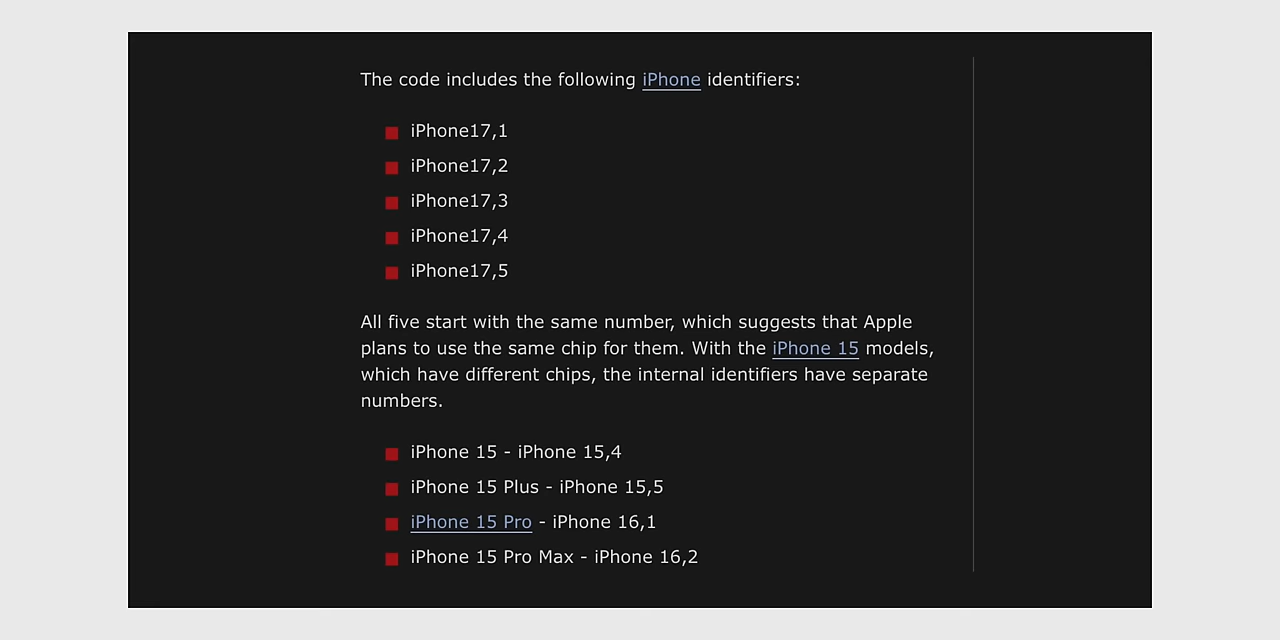 The code includes the following iPhone identifiers:
iPhone17,1
iPhone17,2
iPhone17,3
iPhone17,4
iPhone17,5
All five start with the same number, which suggests that Apple
plans to use the same chip for them. With the iPhone 15 models,
which have different chips, the internal identifiers have separate
numbers.
iPhone 15 - iPhone 15,4
iPhone 15 Plus - iPhone 15,5
iPhone 15 Pro - iPhone 16,1
iPhone 15 Pro Max - iPhone 16,2